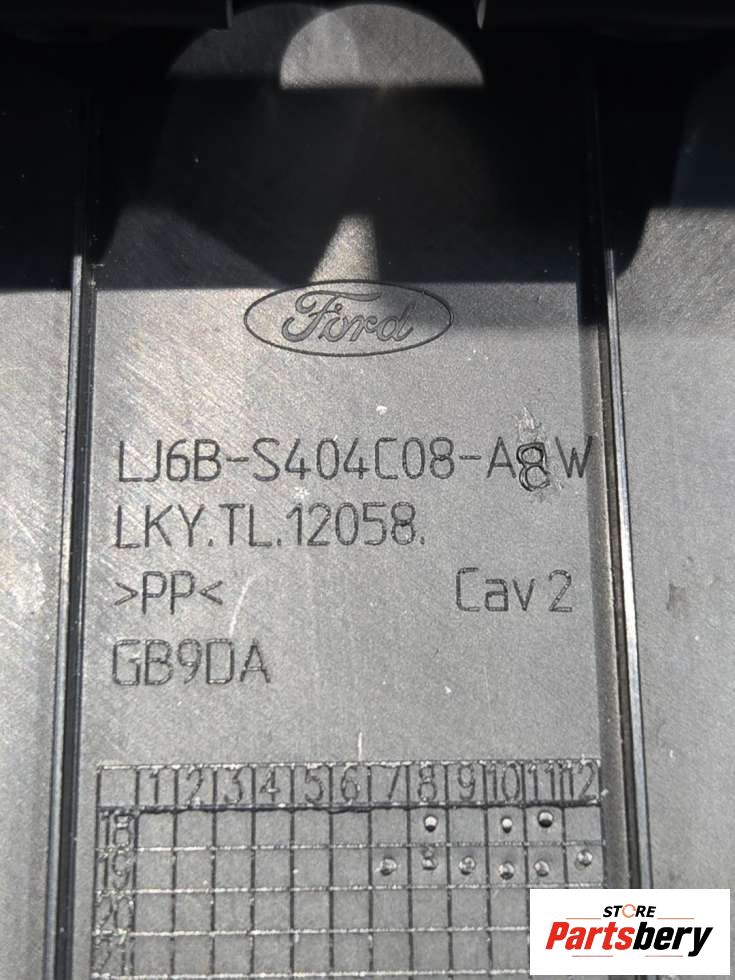 Ford
LJ6B-S404C08-A8W
LKY.TL.12058.
>PP<
Cav 2
GB9DA
1 2 3 4 5 6 7 8 9 10 11 12
18
19
20
STORE
Partsbery